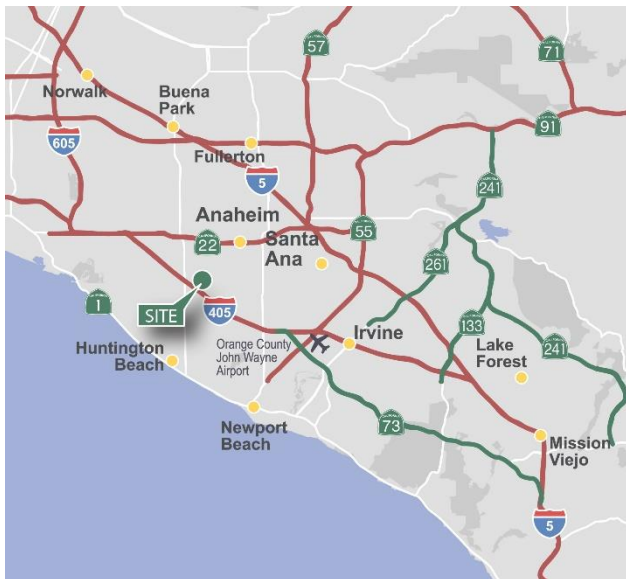 57
71
Norwalk
Buena
Park
91
605
Fullerton
5
241
Anaheim
55
22
Santa
Ana
261
SITE
1
405
133
Orange County
John Wayne
Airport
Irvine
Lake
Forest
241
Huntington
Beach
Newport
Beach
73
Mission
Viejo
5